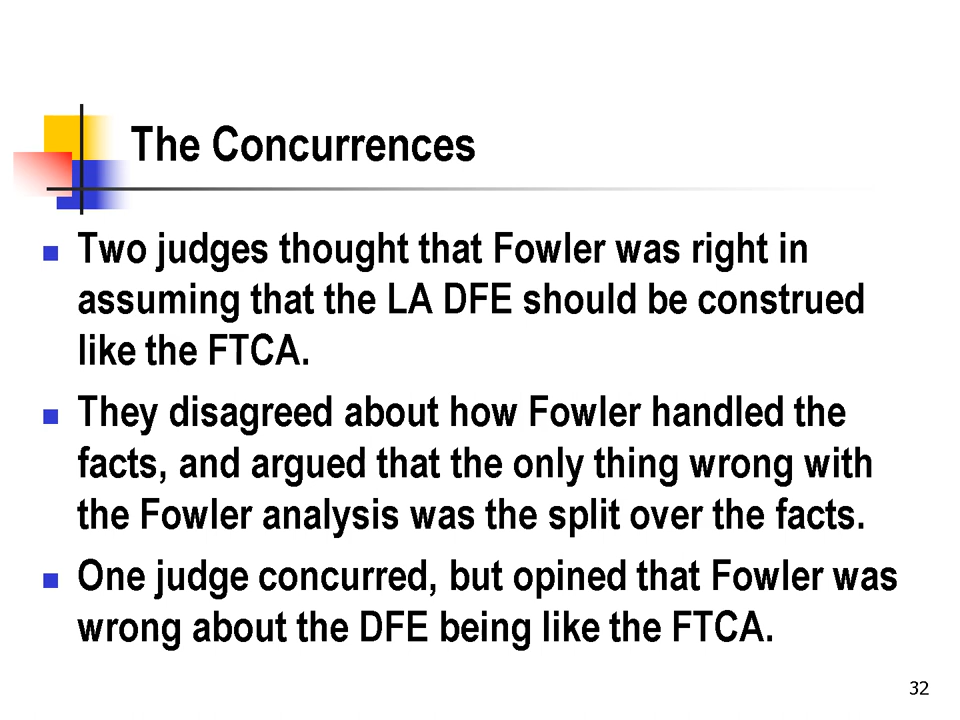 The Concurrences
Two judges thought that Fowler was right in
assuming that the LA DFE should be construed
like the FTCA.
They disagreed about how Fowler handled the
facts, and argued that the only thing wrong with
the Fowler analysis was the split over the facts.
One judge concurred, but opined that Fowler was
wrong about the DFE being like the FTCA.
32